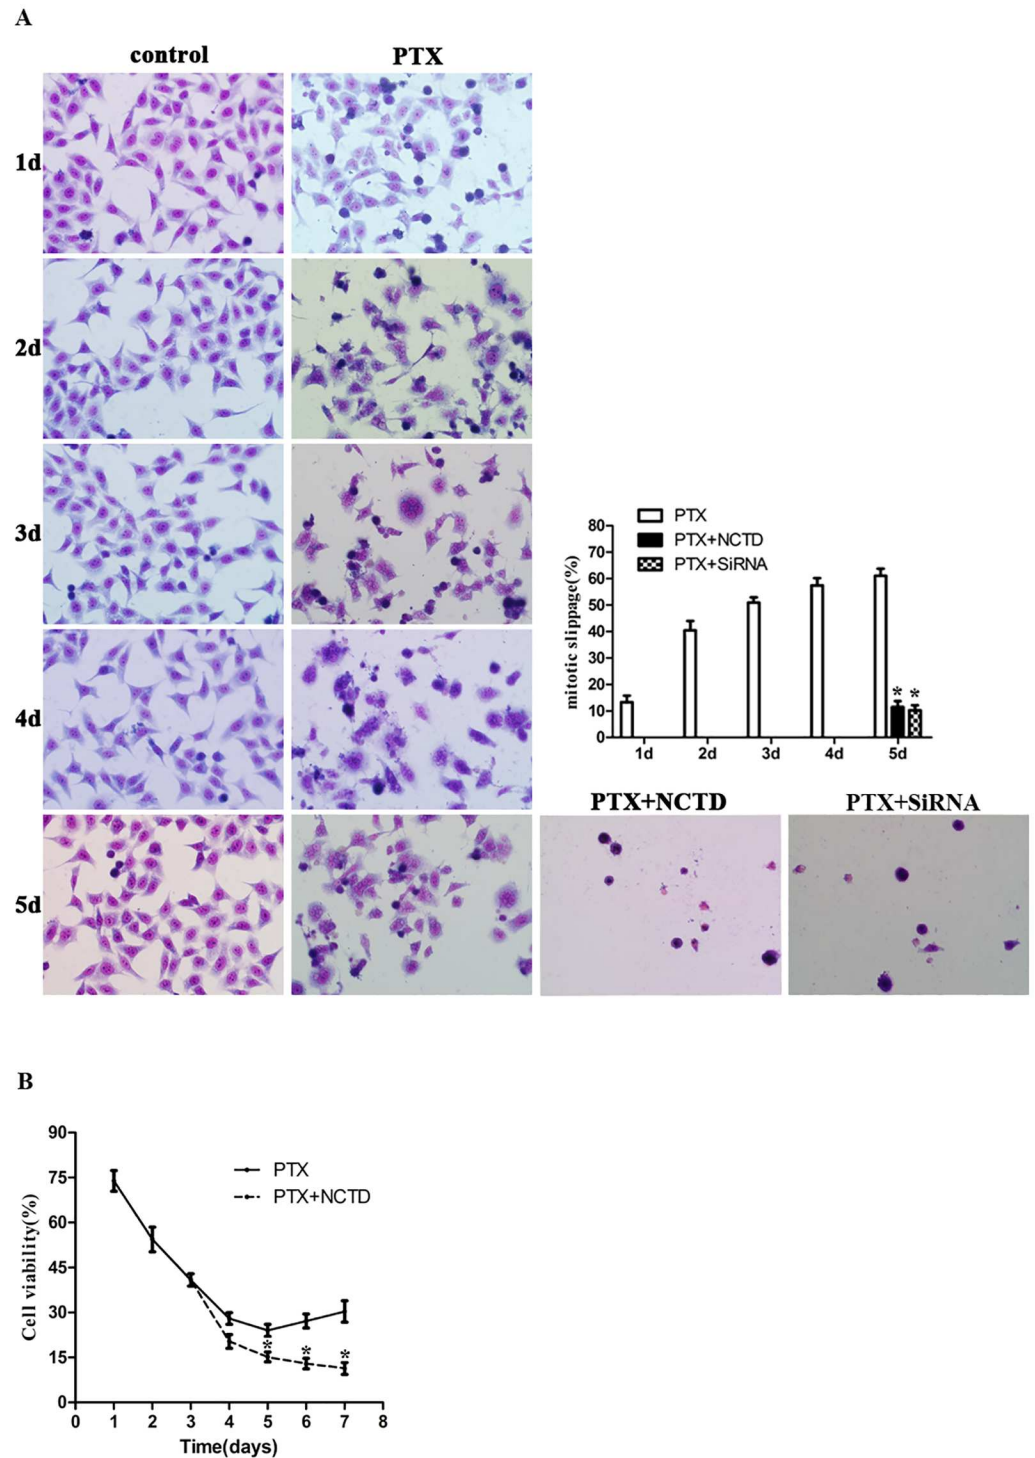 A
control PTX
1d
2d
3d
4d
5d
PTX
PTX+NCTD
PTX+SiRNA
mitotic slippage(%)
80
70
60
50
40
30
20
10
0
1d 2d 3d 4d 5d
* *
PTX+NCTD PTX+SiRNA
B
Cell viability(%)
90
75
60
45
30
15
0
PTX
PTX+NCTD
* * *
0 1 2 3 4 5 6 7 8
Time(days)